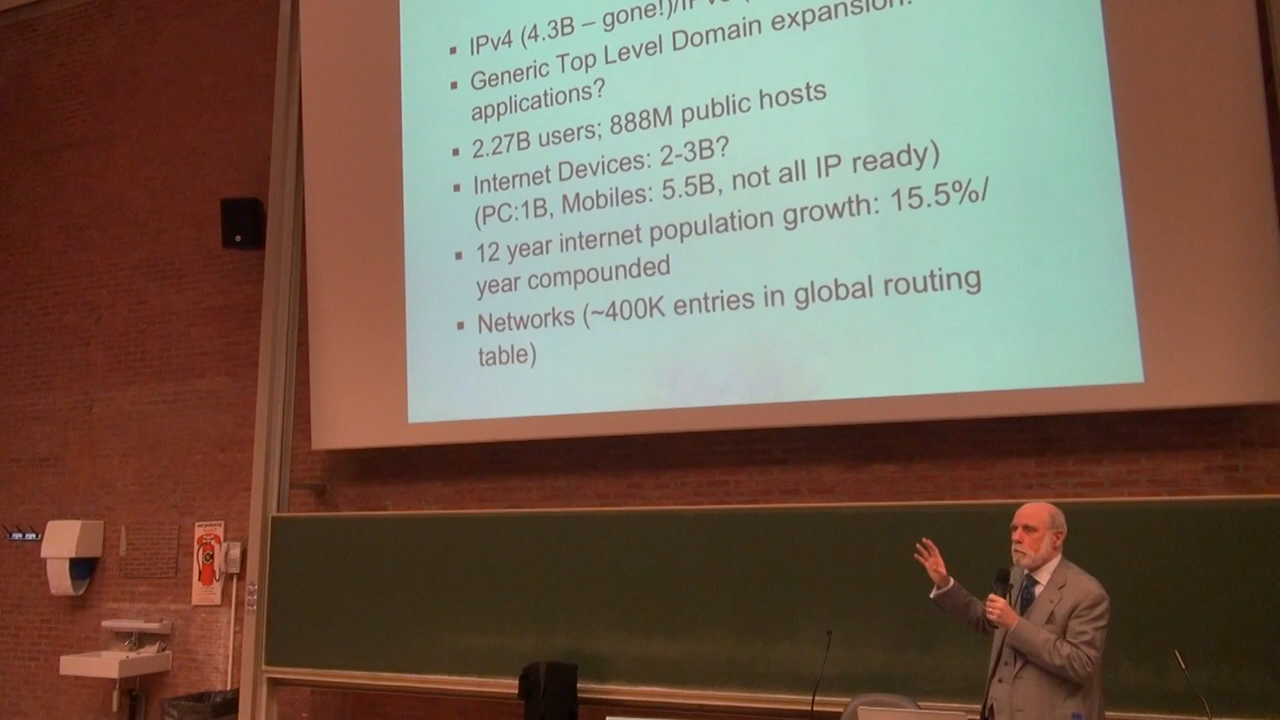 IPv4 (4.3B – gone!)/IPv6
Generic Top Level Domain expansion:
applications?
2.27B users; 888M public hosts
Internet Devices: 2-3B?
(PC:1B, Mobiles: 5.5B, not all IP ready)
12 year internet population growth: 15.5%/
year compounded
Networks (~400K entries in global routing
table)